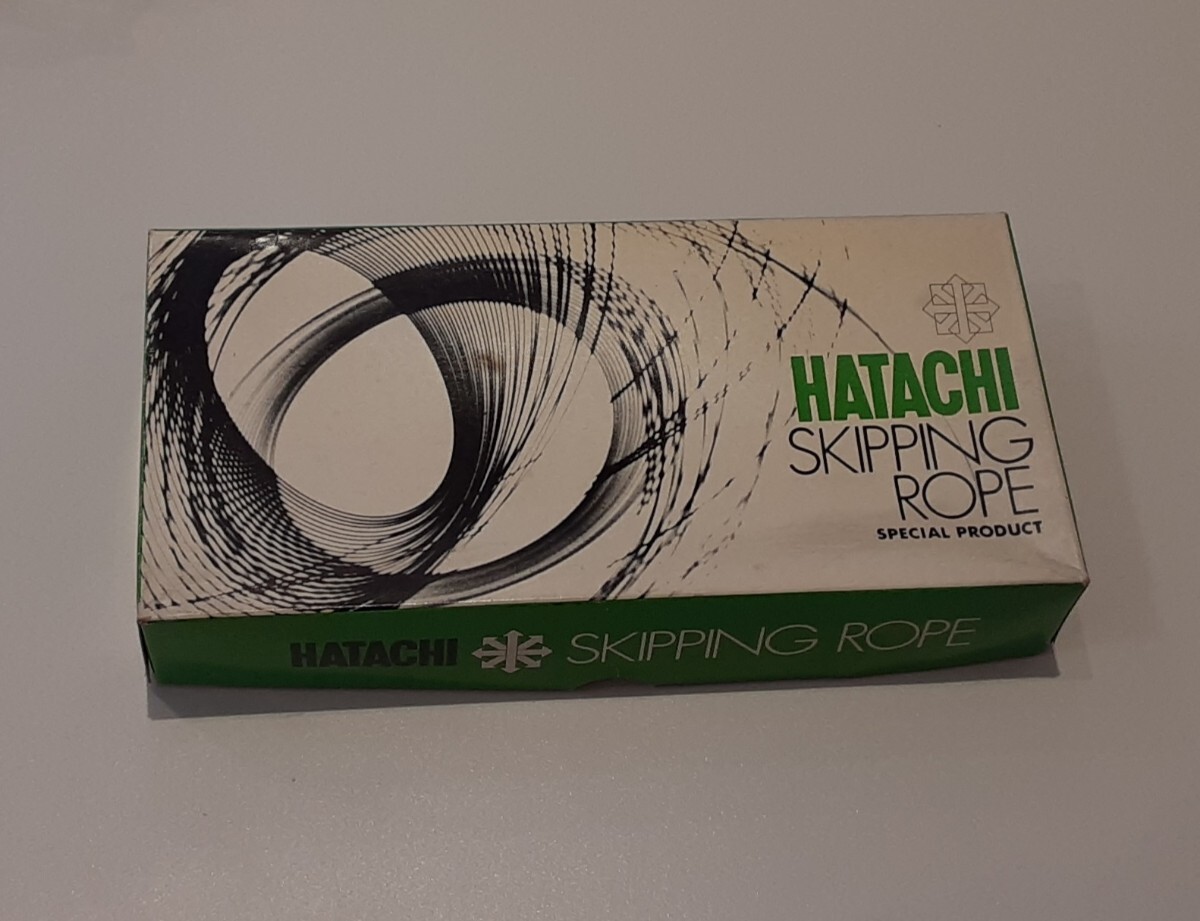 HATACHI
SKIPPING
ROPE
SPECIAL PRODUCT
HATACHI SKIPPING ROPE